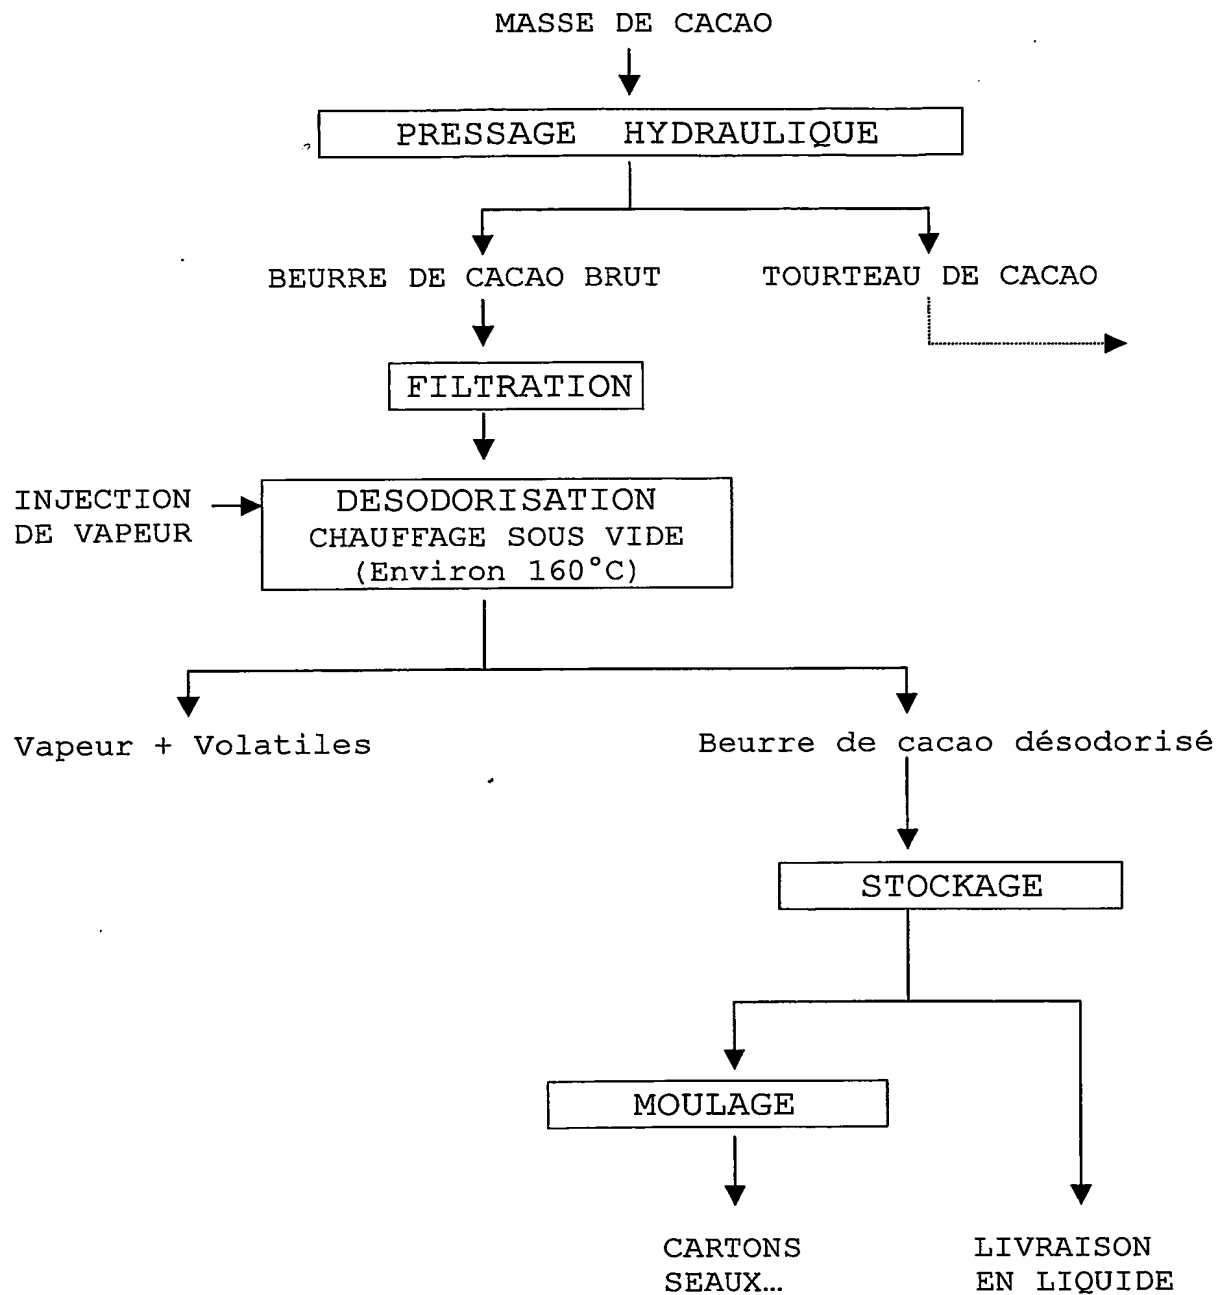 MASSE DE CACAO
PRESSAGE HYDRAULIQUE
BEURRE DE CACAO BRUT
TOURTEAU DE CACAO
FILTRATION
INJECTION
DE VAPEUR
DESODORISATION
CHAUFFAGE SOUS VIDE
(Environ 160°C)
Vapeur + Volatiles
Beurre de cacao désodorisé
STOCKAGE
MOULAGE
CARTONS
SEAUX...
LIVRAISON
EN LIQUIDE